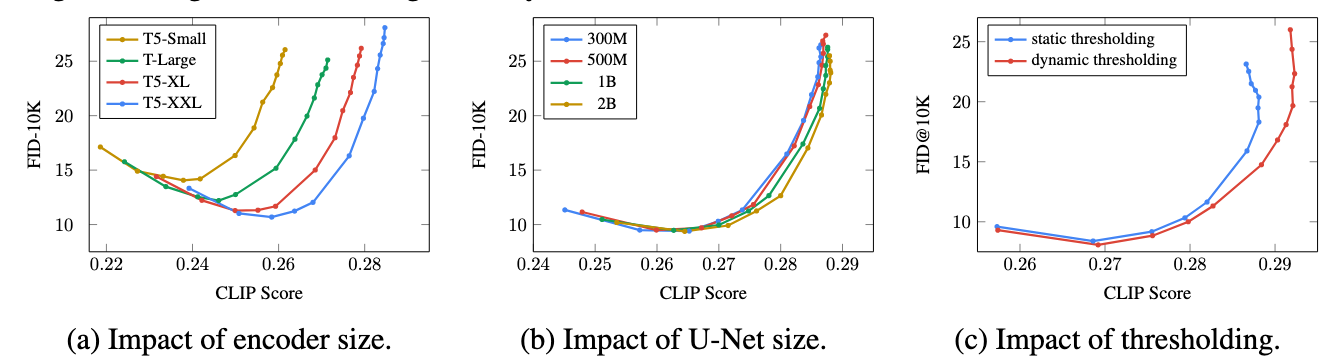 T5-Small
T-Large
T5-XL
T5-XXL
25
20
15
10
FID-10K
0.22 0.24 0.26 0.28
CLIP Score
(a) Impact of encoder size.
300M
500M
1B
2B
25
20
15
10
FID-10K
0.24 0.25 0.26 0.27 0.28 0.29
CLIP Score
(b) Impact of U-Net size.
static thresholding
dynamic thresholding
25
20
15
10
FID@10K
0.26 0.27 0.28 0.29
CLIP Score
(c) Impact of thresholding.